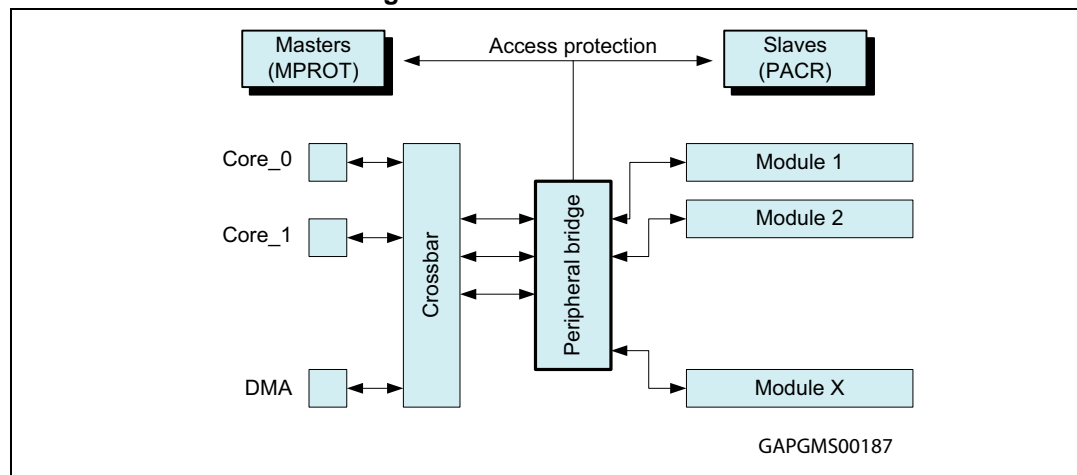 Masters
(MPROT)
Access protection
Slaves
(PACR)
Core_0
Core_1
DMA
Crossbar
Peripheral bridge
Module 1
Module 2
Module X
GAPGMS00187